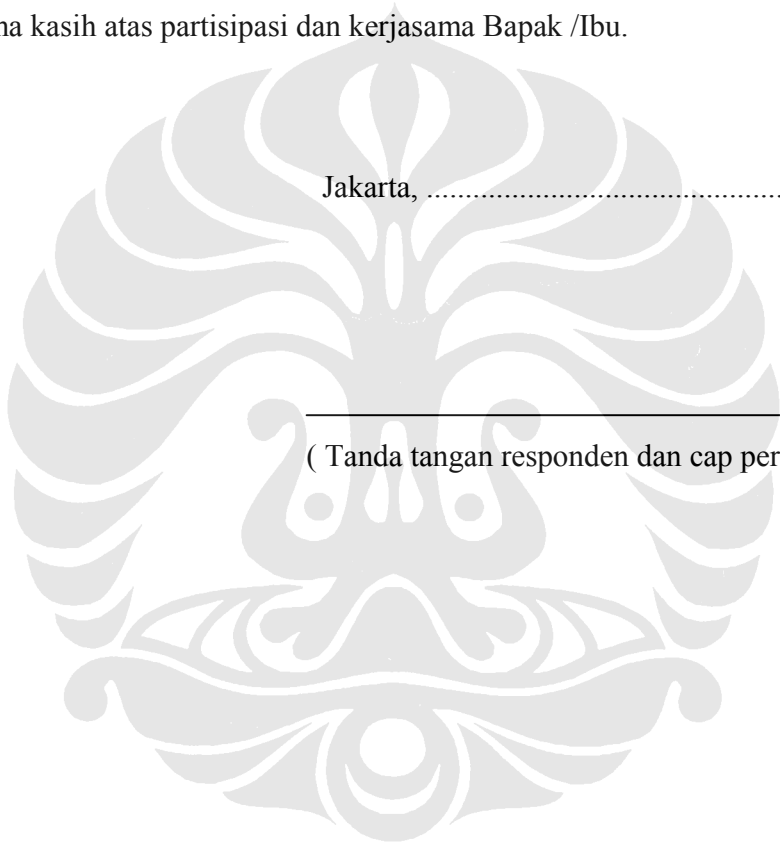 na kasih atas partisipasi dan kerjasama Bapak /Ibu.
Jakarta, ..............................................
( Tanda tangan responden dan cap per